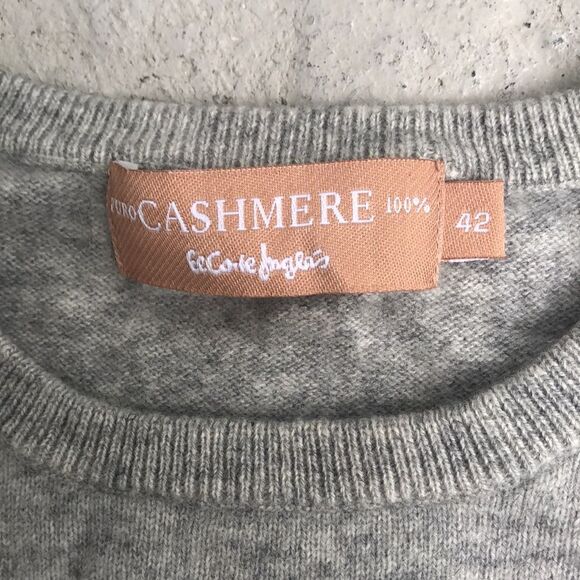 PURO CASHMERE 100%
El Corte Inglés
42